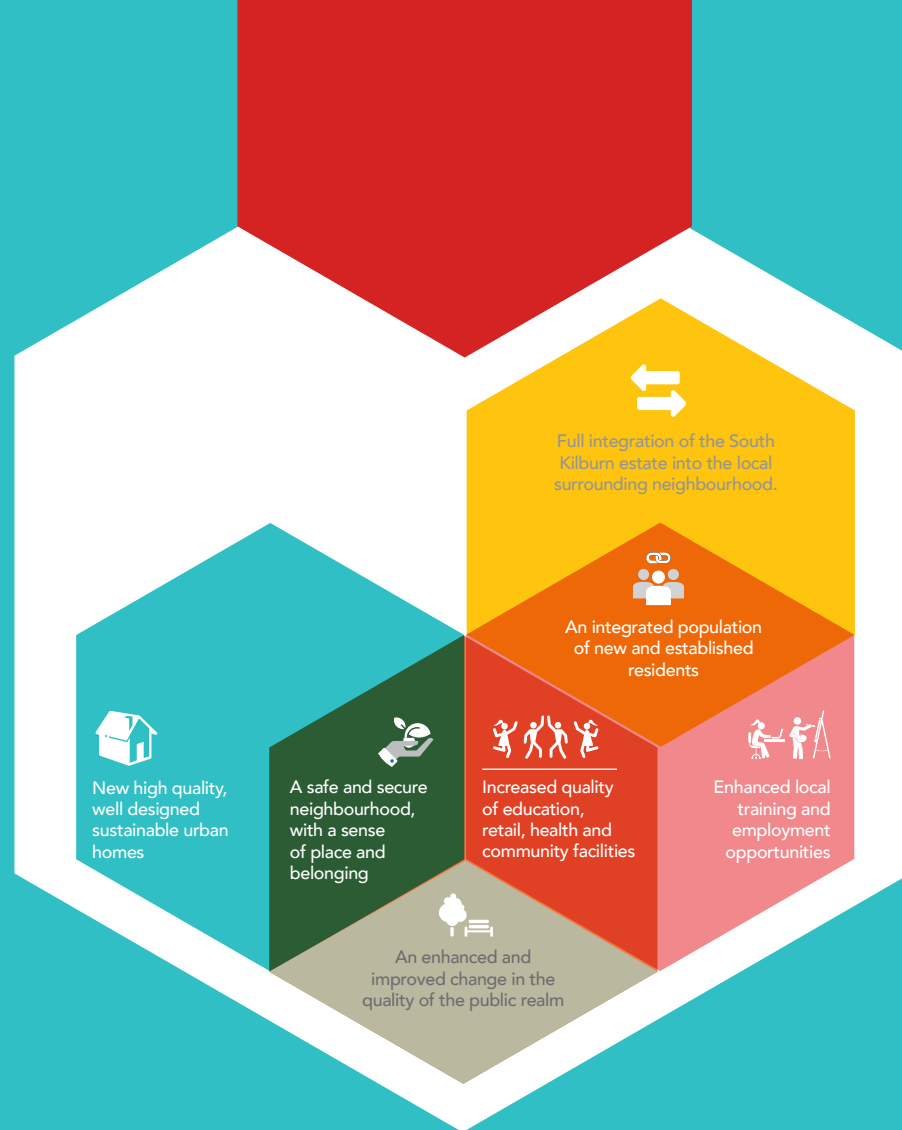 Full integration of the South
Kilburn estate into the local
surrounding neighbourhood.
An integrated population
of new and established
residents
New high quality,
well designed
sustainable urban
homes
A safe and secure
neighbourhood,
with a sense
of place and
belonging
Increased quality
of education,
retail, health and
community facilities
Enhanced local
training and
employment
opportunities
An enhanced and
improved change in the
quality of the public realm